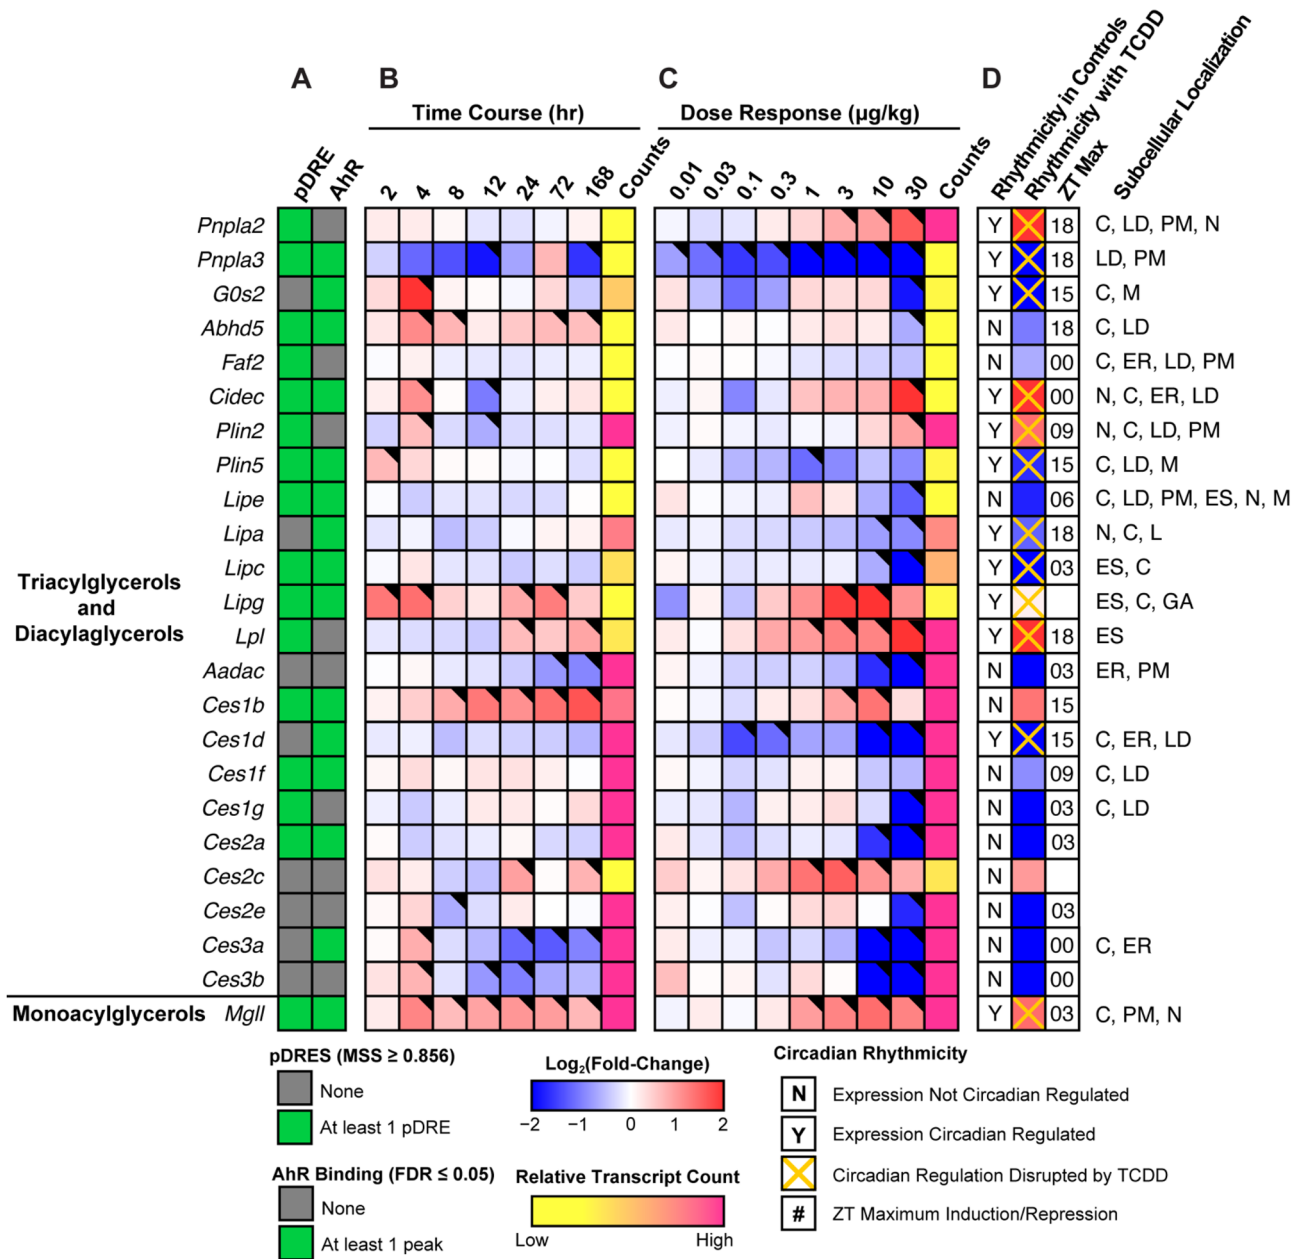 A B C D
Time Course (hr) Dose Response (µg/kg)
pDRE AhR 2 4 8 12 24 72 168 Counts 0.01 0.03 0.1 0.3 1 3 10 30 Counts Rhythmicity in Controls Rhythmicity with TCDD ZT Max Subcellular Localization
Pnpla2 Y 18 C, LD, PM, N
Pnpla3 Y 18 LD, PM
G0s2 Y 15 C, M
Abhd5 N 18 C, LD
Faf2 N 00 C, ER, LD, PM
Cidec Y 00 N, C, ER, LD
Plin2 Y 09 N, C, LD, PM
Plin5 Y 15 C, LD, M
Lipe N 06 C, LD, PM, ES, N, M
Lipa Y 18 N, C, L
Lipc Y 03 ES, C
Triacylglycerols
and
Diacylaglycerols
Lipg Y ES, C, GA
Lpl Y 18 ES
Aadac N 03 ER, PM
Ces1b N 15
Ces1d Y 15 C, ER, LD
Ces1f N 09 C, LD
Ces1g N 03 C, LD
Ces2a N 03
Ces2c N
Ces2e N 03
Ces3a N 00 C, ER
Ces3b N 00
Monoacylglycerols Mgll Y 03 C, PM, N
pDRES (MSS ≥ 0.856)
None
At least 1 pDRE
AhR Binding (FDR ≤ 0.05)
None
At least 1 peak
Log2(Fold-Change)
−2 −1 0 1 2
Relative Transcript Count
Low High
Circadian Rhythmicity
N Expression Not Circadian Regulated
Y Expression Circadian Regulated
Circadian Regulation Disrupted by TCDD
# ZT Maximum Induction/Repression